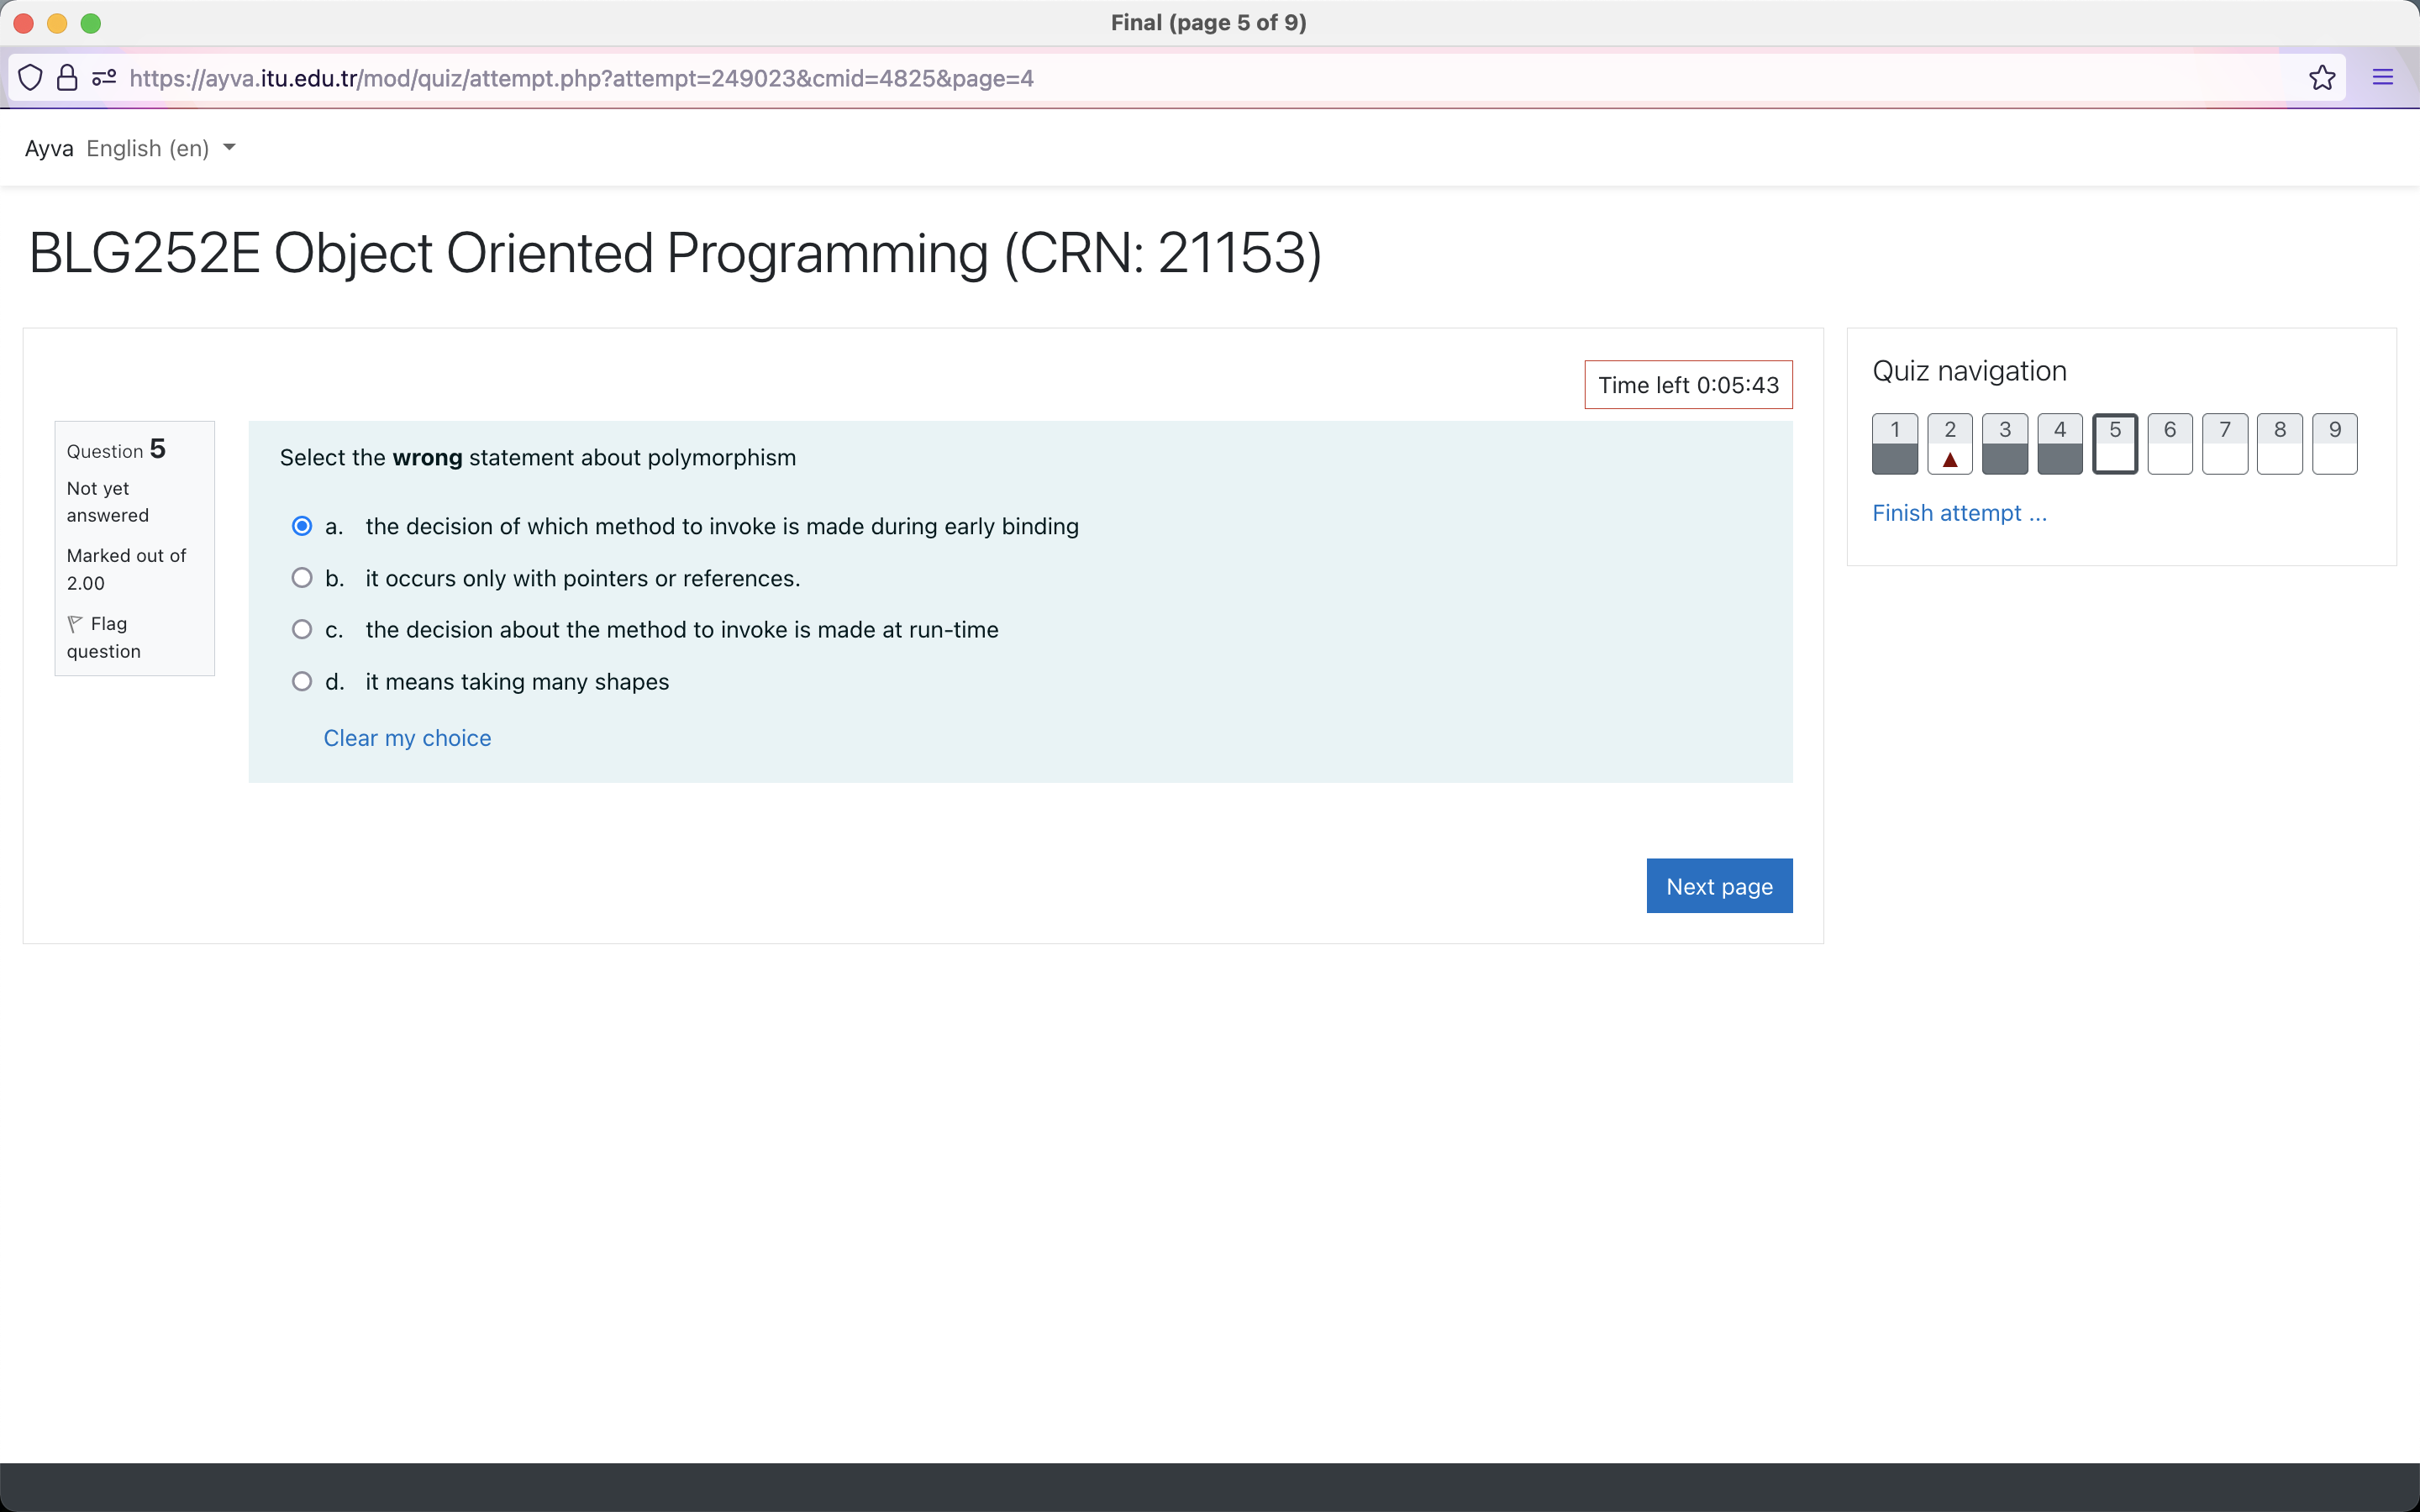 Final (page 5 of 9)
https://ayva.itu.edu.tr/mod/quiz/attempt.php?attempt=249023&cmid=4825&page=4
Ayva English (en)
BLG252E Object Oriented Programming (CRN: 21153)
Time left 0:05:43
Question 5
Not yet
answered
Marked out of
2.00
Flag
question
Select the wrong statement about polymorphism
a. the decision of which method to invoke is made during early binding
b. it occurs only with pointers or references.
c. the decision about the method to invoke is made at run-time
d. it means taking many shapes
Clear my choice
Next page
Quiz navigation
1 2 3 4 5 6 7 8 9
Finish attempt ...